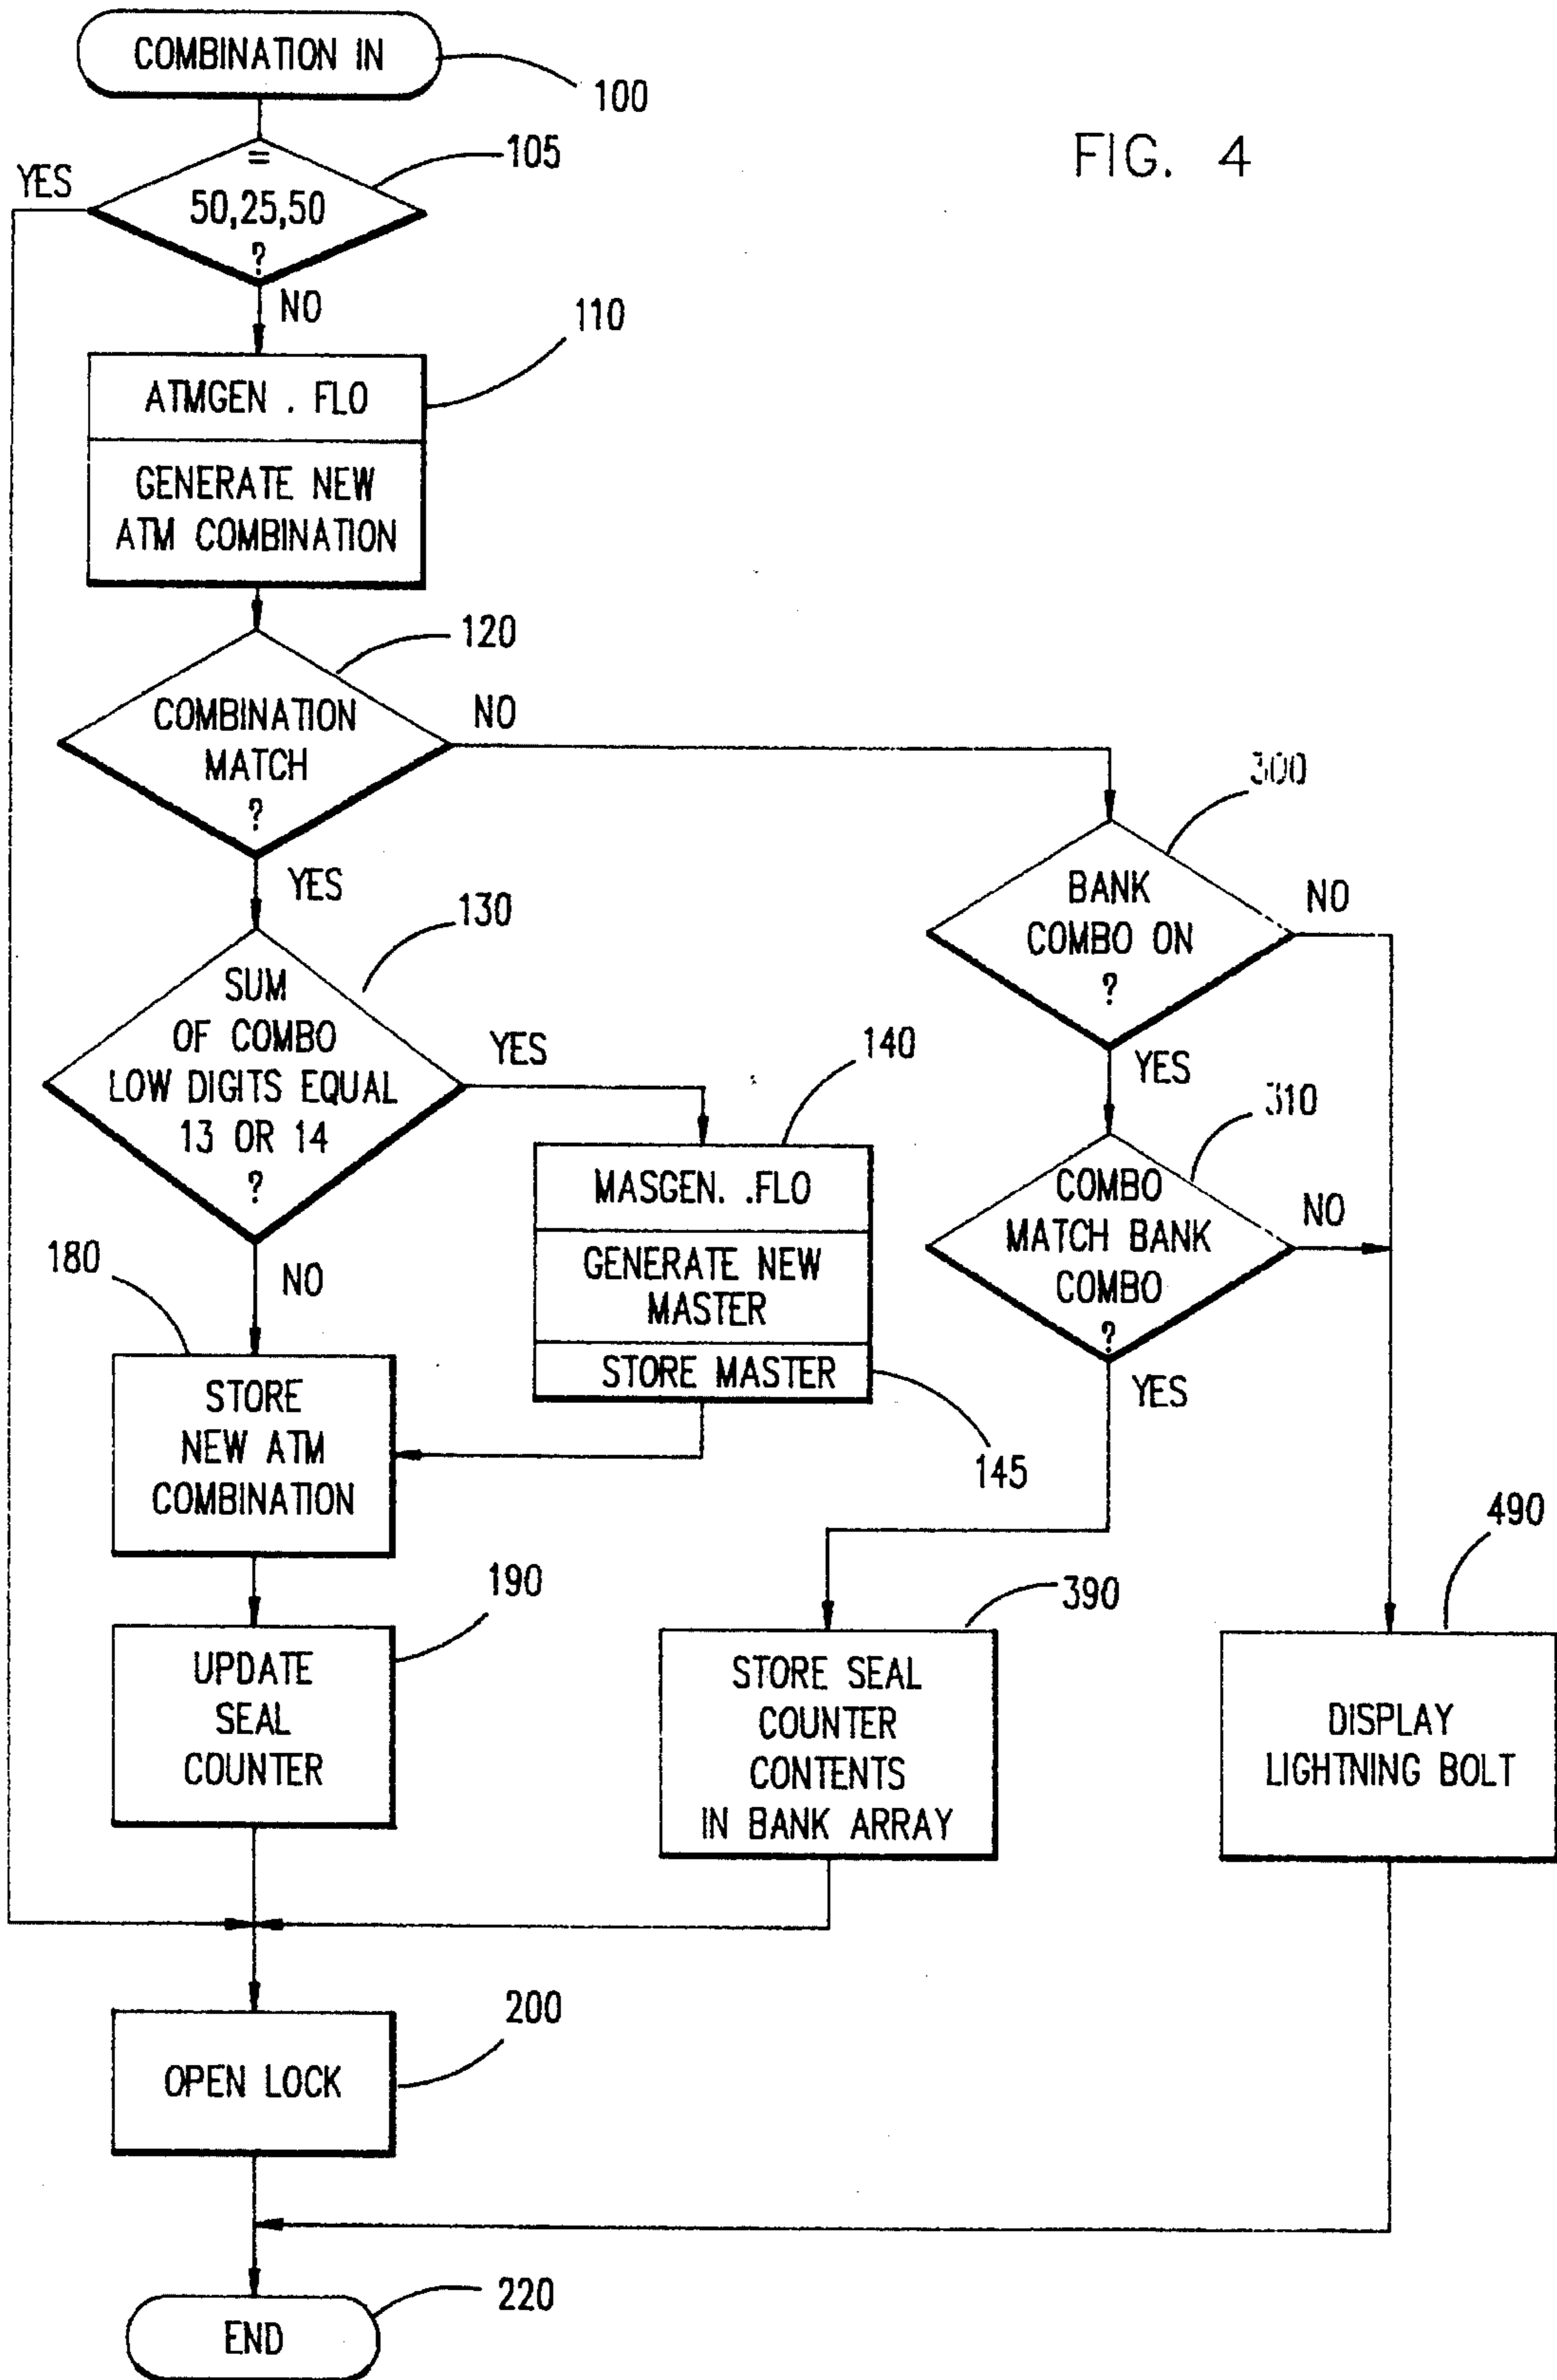 COMBINATION IN
100
FIG. 4
=
50,25,50
?
105
YES
NO
110
ATMGEN . FLO
GENERATE NEW
ATM COMBINATION
120
COMBINATION
MATCH
?
NO
YES
300
BANK
COMBO ON
?
NO
YES
130
SUM
OF COMBO
LOW DIGITS EQUAL
13 OR 14
?
YES
NO
140
MASGEN. .FLO
GENERATE NEW
MASTER
STORE MASTER
145
310
COMBO
MATCH BANK
COMBO
?
NO
YES
180
STORE
NEW ATM
COMBINATION
190
UPDATE
SEAL
COUNTER
390
STORE SEAL
COUNTER
CONTENTS
IN BANK ARRAY
490
DISPLAY
LIGHTNING BOLT
200
OPEN LOCK
220
END